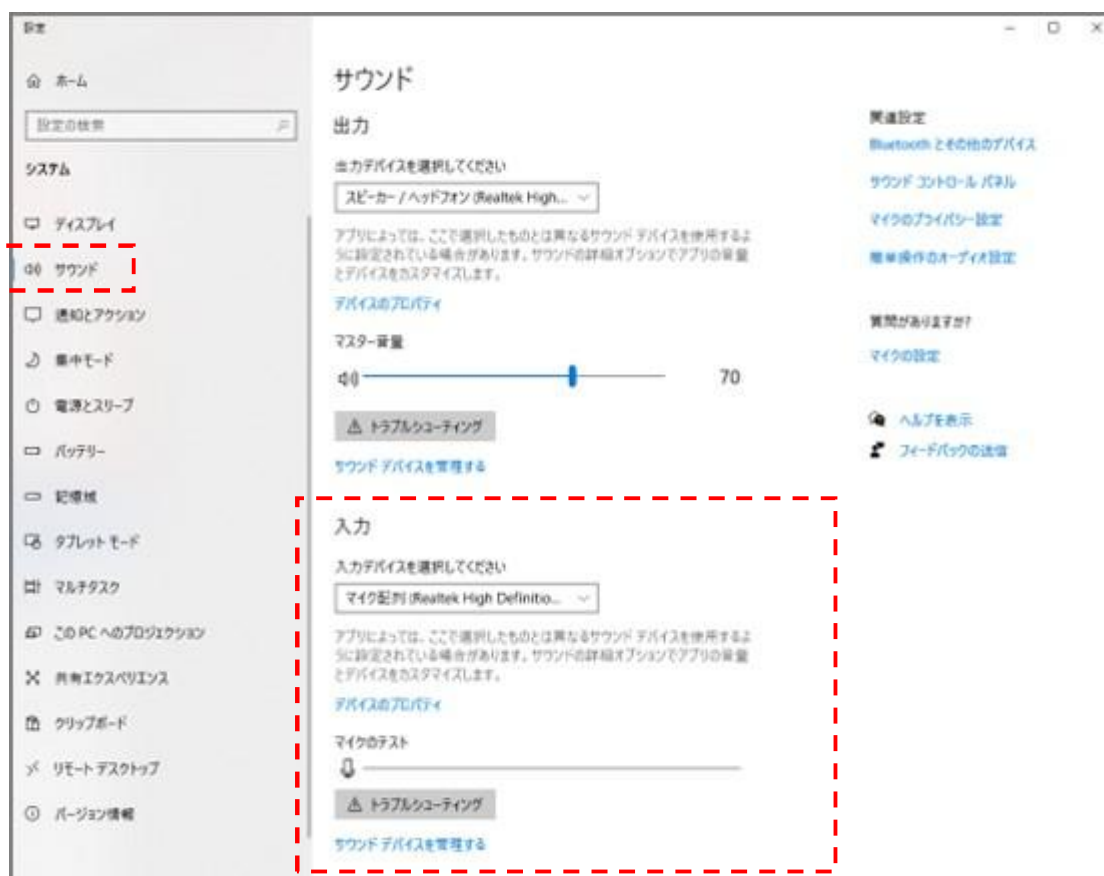 設定
ホーム
設定の検索
システム
ディスプレイ
サウンド
通知とアクション
集中モード
電源とスリープ
バッテリー
記憶域
タブレット モード
マルチタスク
この PC へのプロジェクション
共有エクスペリエンス
クリップボード
リモート デスクトップ
バージョン情報
サウンド
出力
出力デバイスを選択してください
スピーカー / ヘッドフォン (Realtek High...
アプリによっては、ここで選択したものとは異なるサウンド デバイスを使用するよ
うに設定されている場合があります。サウンドの詳細オプションでアプリの音量
とデバイスをカスタマイズします。
デバイスのプロパティ
マスター音量
70
トラブルシューティング
サウンド デバイスを管理する
入力
入力デバイスを選択してください
マイク配列 (Realtek High Definitio...
アプリによっては、ここで選択したものとは異なるサウンド デバイスを使用するよ
うに設定されている場合があります。サウンドの詳細オプションでアプリの音量
とデバイスをカスタマイズします。
デバイスのプロパティ
マイクのテスト
トラブルシューティング
サウンド デバイスを管理する
関連設定
Bluetooth とその他のデバイス
サウンド コントロール パネル
マイクのプライバシー設定
簡単操作のオーディオ設定
質問がありますか?
マイクの設定
ヘルプを表示
フィードバックの送信